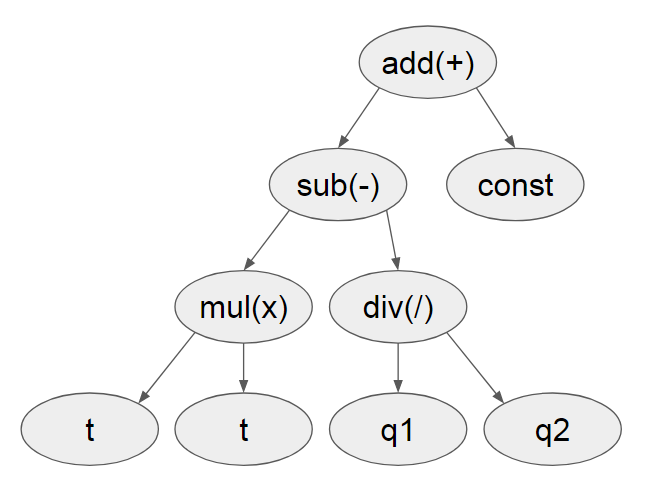 add(+)
sub(-)
const
mul(x)
div(/)
t
t
q1
q2